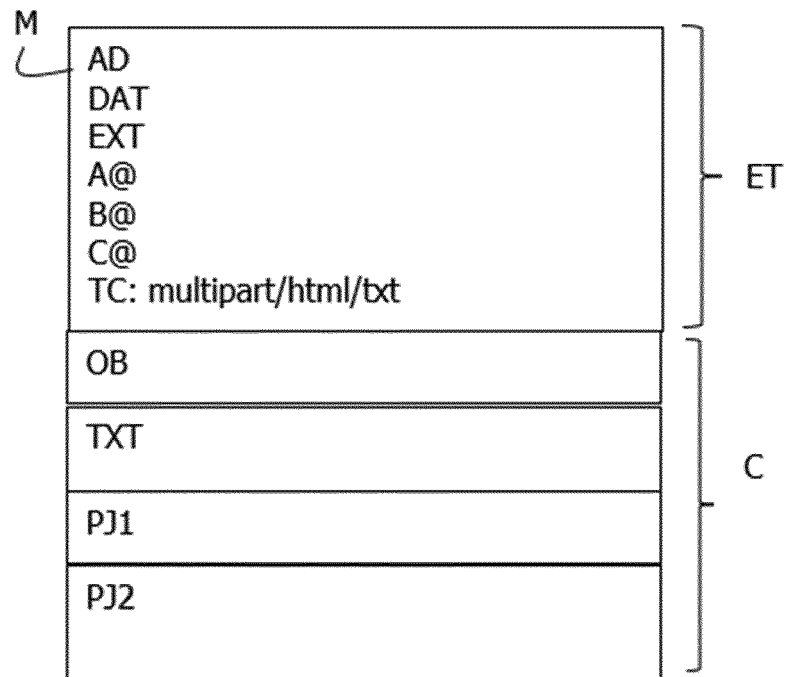 M
AD
DAT
EXT
A@
B@
C@
TC: multipart/html/txt
ET
OB
TXT
C
PJ1
PJ2